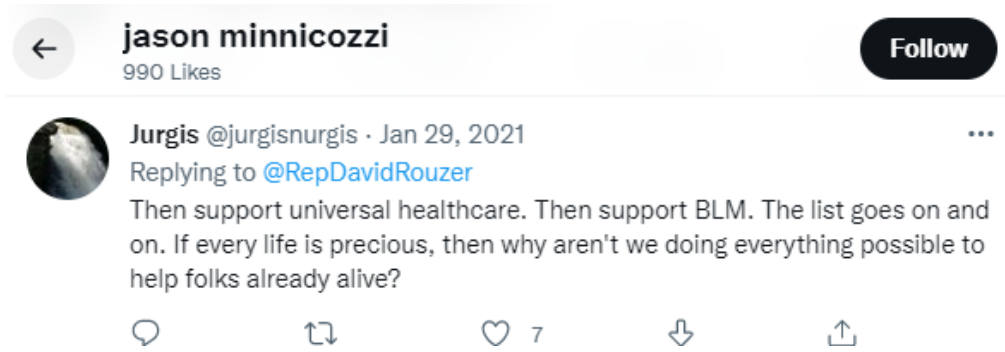 jason minnicozzi
990 Likes
Follow
Jurgis @jurgisnurgis · Jan 29, 2021
Replying to @RepDavidRouzer
Then support universal healthcare. Then support BLM. The list goes on and
on. If every life is precious, then why aren't we doing everything possible to
help folks already alive?
7